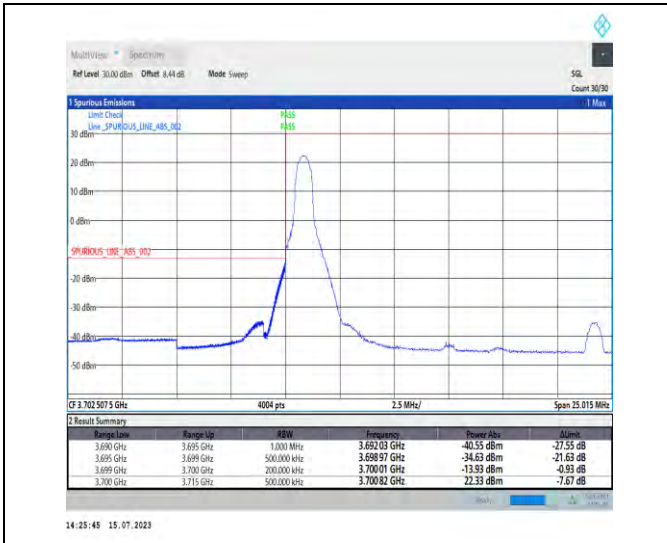 MultiView Spectrum
Ref Level 30.00 dBm Offset 8.44 dB Mode Sweep SGL
Count 30/30
1 Spurious Emissions 1 Max
Limit Check PASS
Line _SPURIOUS_LINE_ABS_002 PASS
30 dBm
20 dBm
10 dBm
0 dBm
SPURIOUS_LINE_ABS_002
-20 dBm
-30 dBm
-40 dBm
-50 dBm
CF 3.702 507 5 GHz 4004 pts 2.5 MHz/ Span 25.015 MHz
2 Result Summary
Range Low Range Up RBW Frequency Power Abs ΔLimit
3.690 GHz 3.695 GHz 1.000 MHz 3.692 03 GHz -40.55 dBm -27.55 dB
3.695 GHz 3.699 GHz 500.000 kHz 3.698 97 GHz -34.63 dBm -21.63 dB
3.699 GHz 3.700 GHz 200.000 kHz 3.700 01 GHz -13.93 dBm -0.93 dB
3.700 GHz 3.715 GHz 500.000 kHz 3.700 82 GHz 22.33 dBm -7.67 dB
Ready
14:25:45 15.07.2023